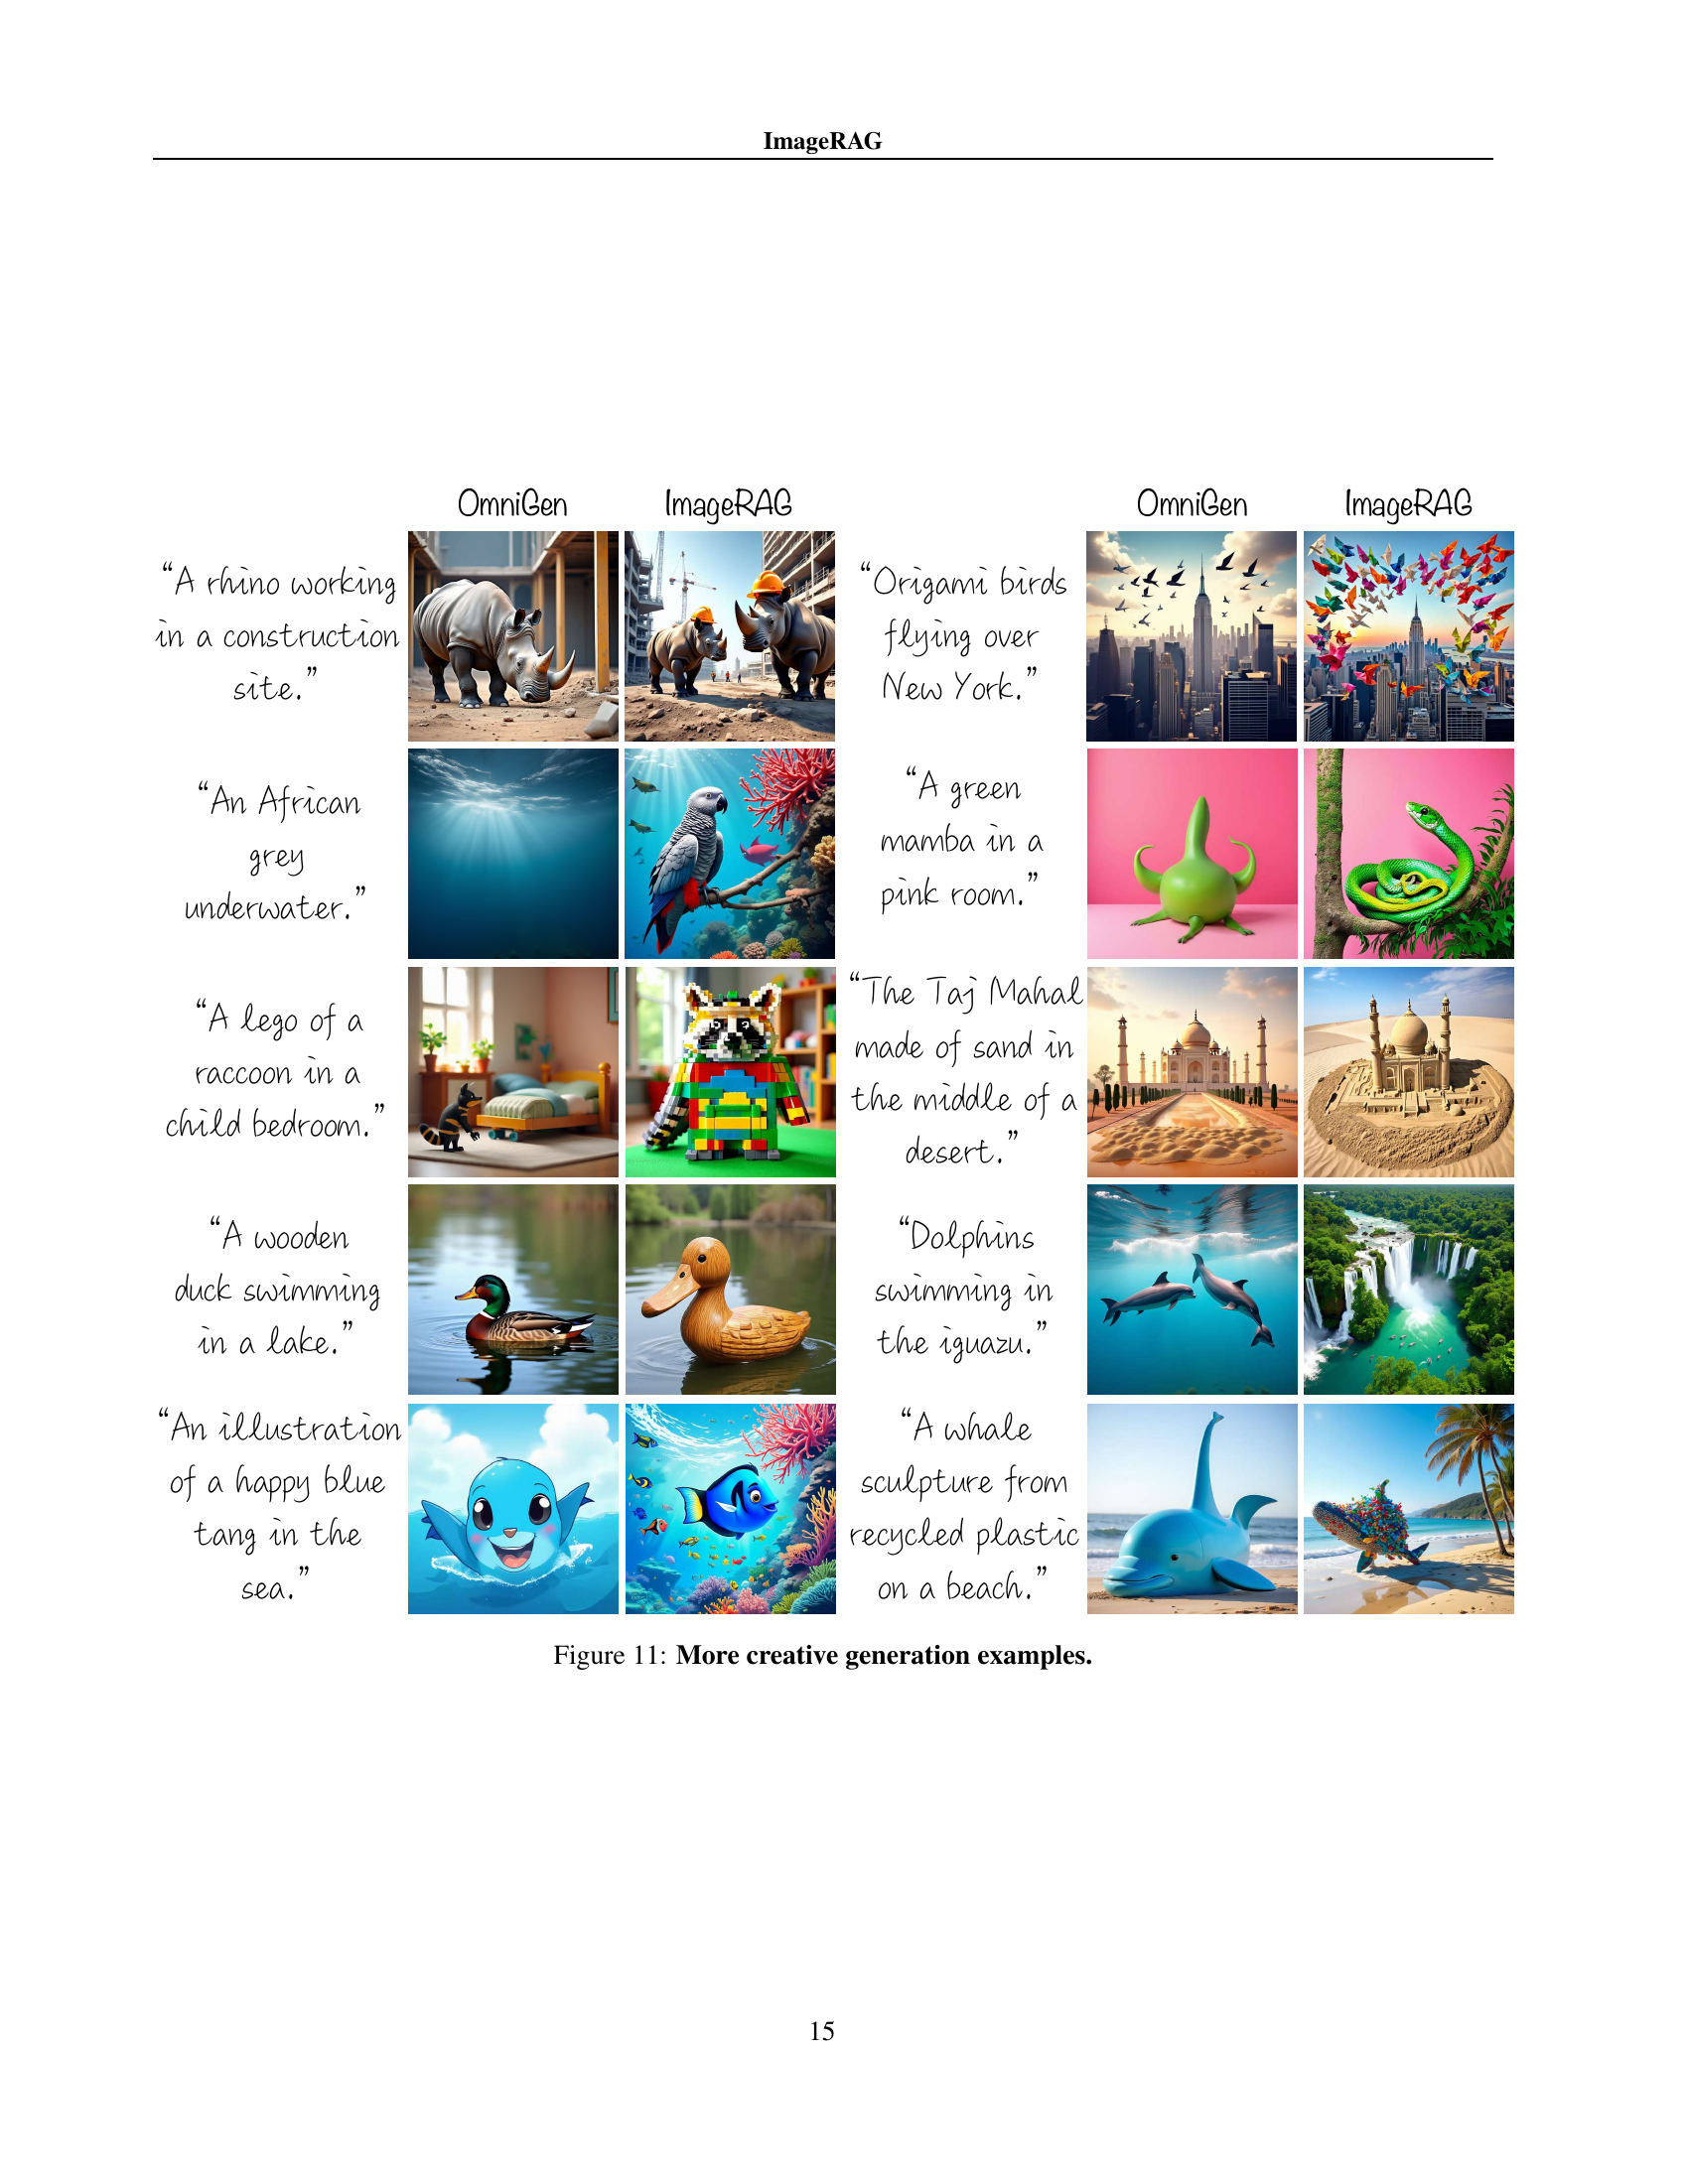 ImageRAG
OmniGen
ImageRAG
OmniGen
ImageRAG
“A rhino working
in a construction
site.”
“Origami birds
flying over
New York.”
“An African
grey
underwater.”
“A green
mamba in a
pink room.”
“A lego of a
raccoon in a
child bedroom.”
“The Taj Mahal
made of sand in
the middle of a
desert.”
“A wooden
duck swimming
in a lake.”
“Dolphins
swimming in
the iguazu.”
“An illustration
of a happy blue
tang in the
sea.”
“A whale
sculpture from
recycled plastic
on a beach.”
Figure 11: More creative generation examples.
15